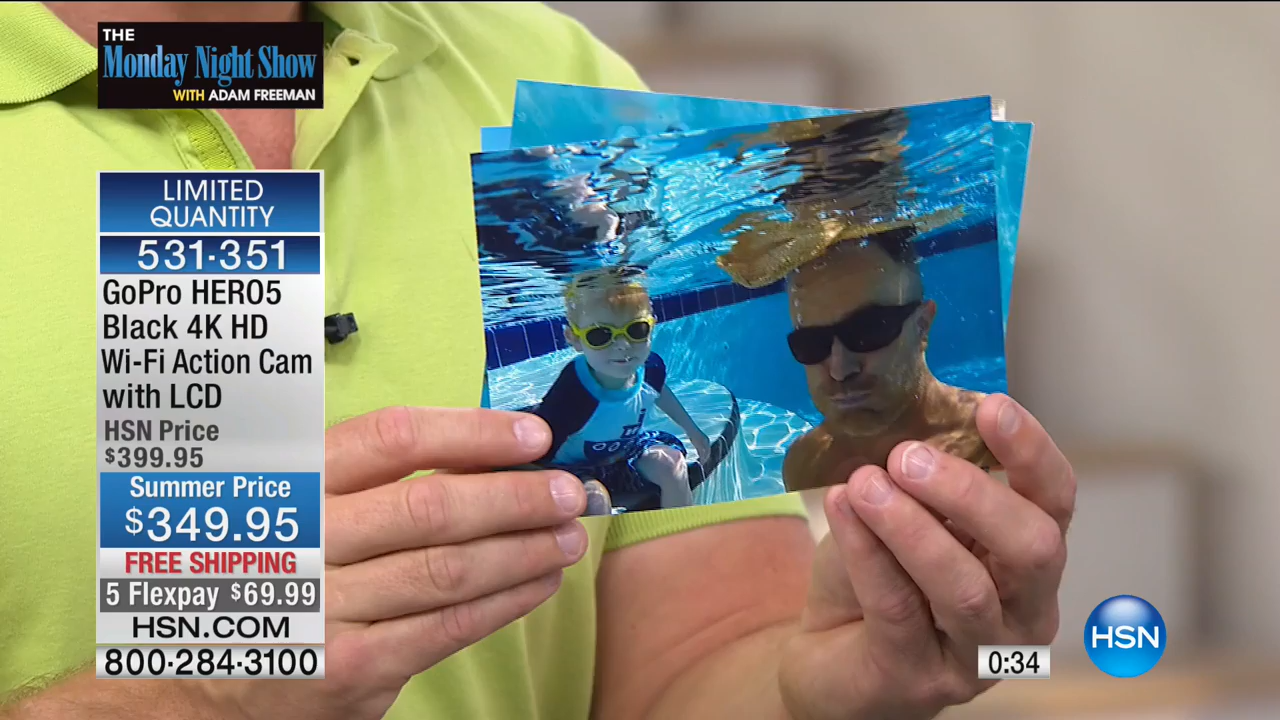 THE
Monday Night Show
WITH ADAM FREEMAN
LIMITED
QUANTITY
531-351
GoPro HERO5
Black 4K HD
Wi-Fi Action Cam
with LCD
HSN Price
$399.95
Summer Price
$349.95
FREE SHIPPING
5 Flexpay $69.99
HSN.COM
800-284-3100
0:34
HSN